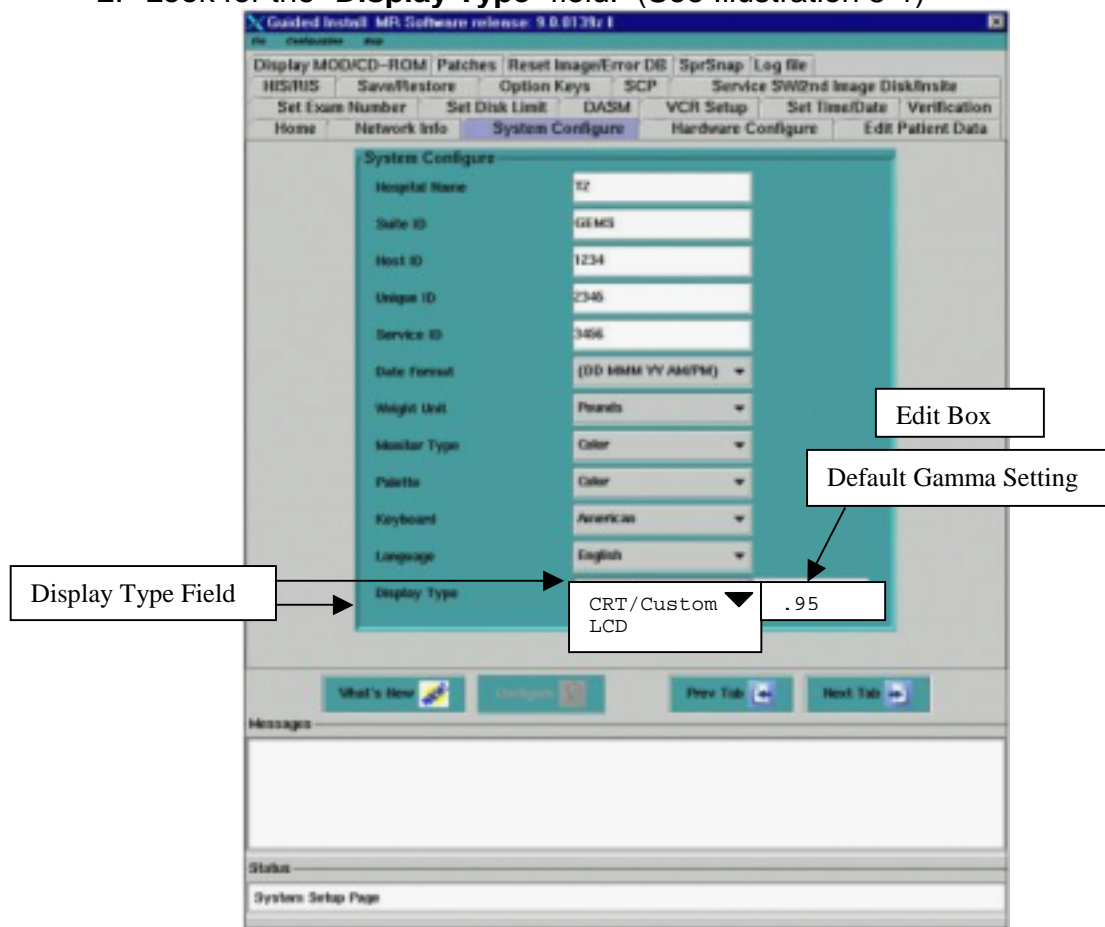 2. Look for the "Display Type" field. (See Illustration 3-1)
Guided Install MR Software release: 9.0.0139z I
File Configuration Help
Display MOD/CD-ROM Patches Reset Image/Error DB SprSnap Log file
HIS/RIS Save/Restore Option Keys SCP Service SW/2nd Image Disk/Insite
Set Exam Number Set Disk Limit DASM VCR Setup Set Time/Date Verification
Home Network Info System Configure Hardware Configure Edit Patient Data
System Configure
Hospital Name TZ
Suite ID GEMS
Host ID 1234
Unique ID 2346
Service ID 3456
Date Format (DD MMM YY AM/PM)
Weight Unit Pounds
Monitor Type Color
Palette Color
Keyboard American
Language English
Display Type
Edit Box
Default Gamma Setting
Display Type Field
CRT/Custom .95
LCD
What's New Configure Prev Tab Next Tab
Messages
Status
System Setup Page